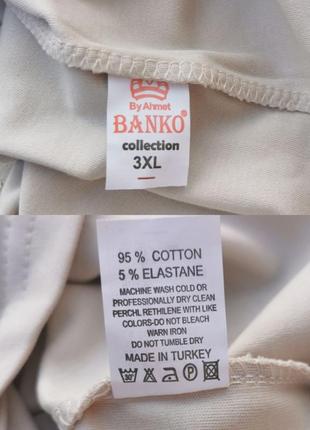 By Ahmet
BANKO®
collection
3XL
95 % COTTON
5 % ELASTANE
MACHINE WASH COLD OR
PROFESSIONALLY DRY CLEAN
PERCHL RETHILENE WITH LIKE
COLORS-DO NOT BLEACH
WARN IRON
DO NOT TUMBLE DRY
MADE IN TURKEY